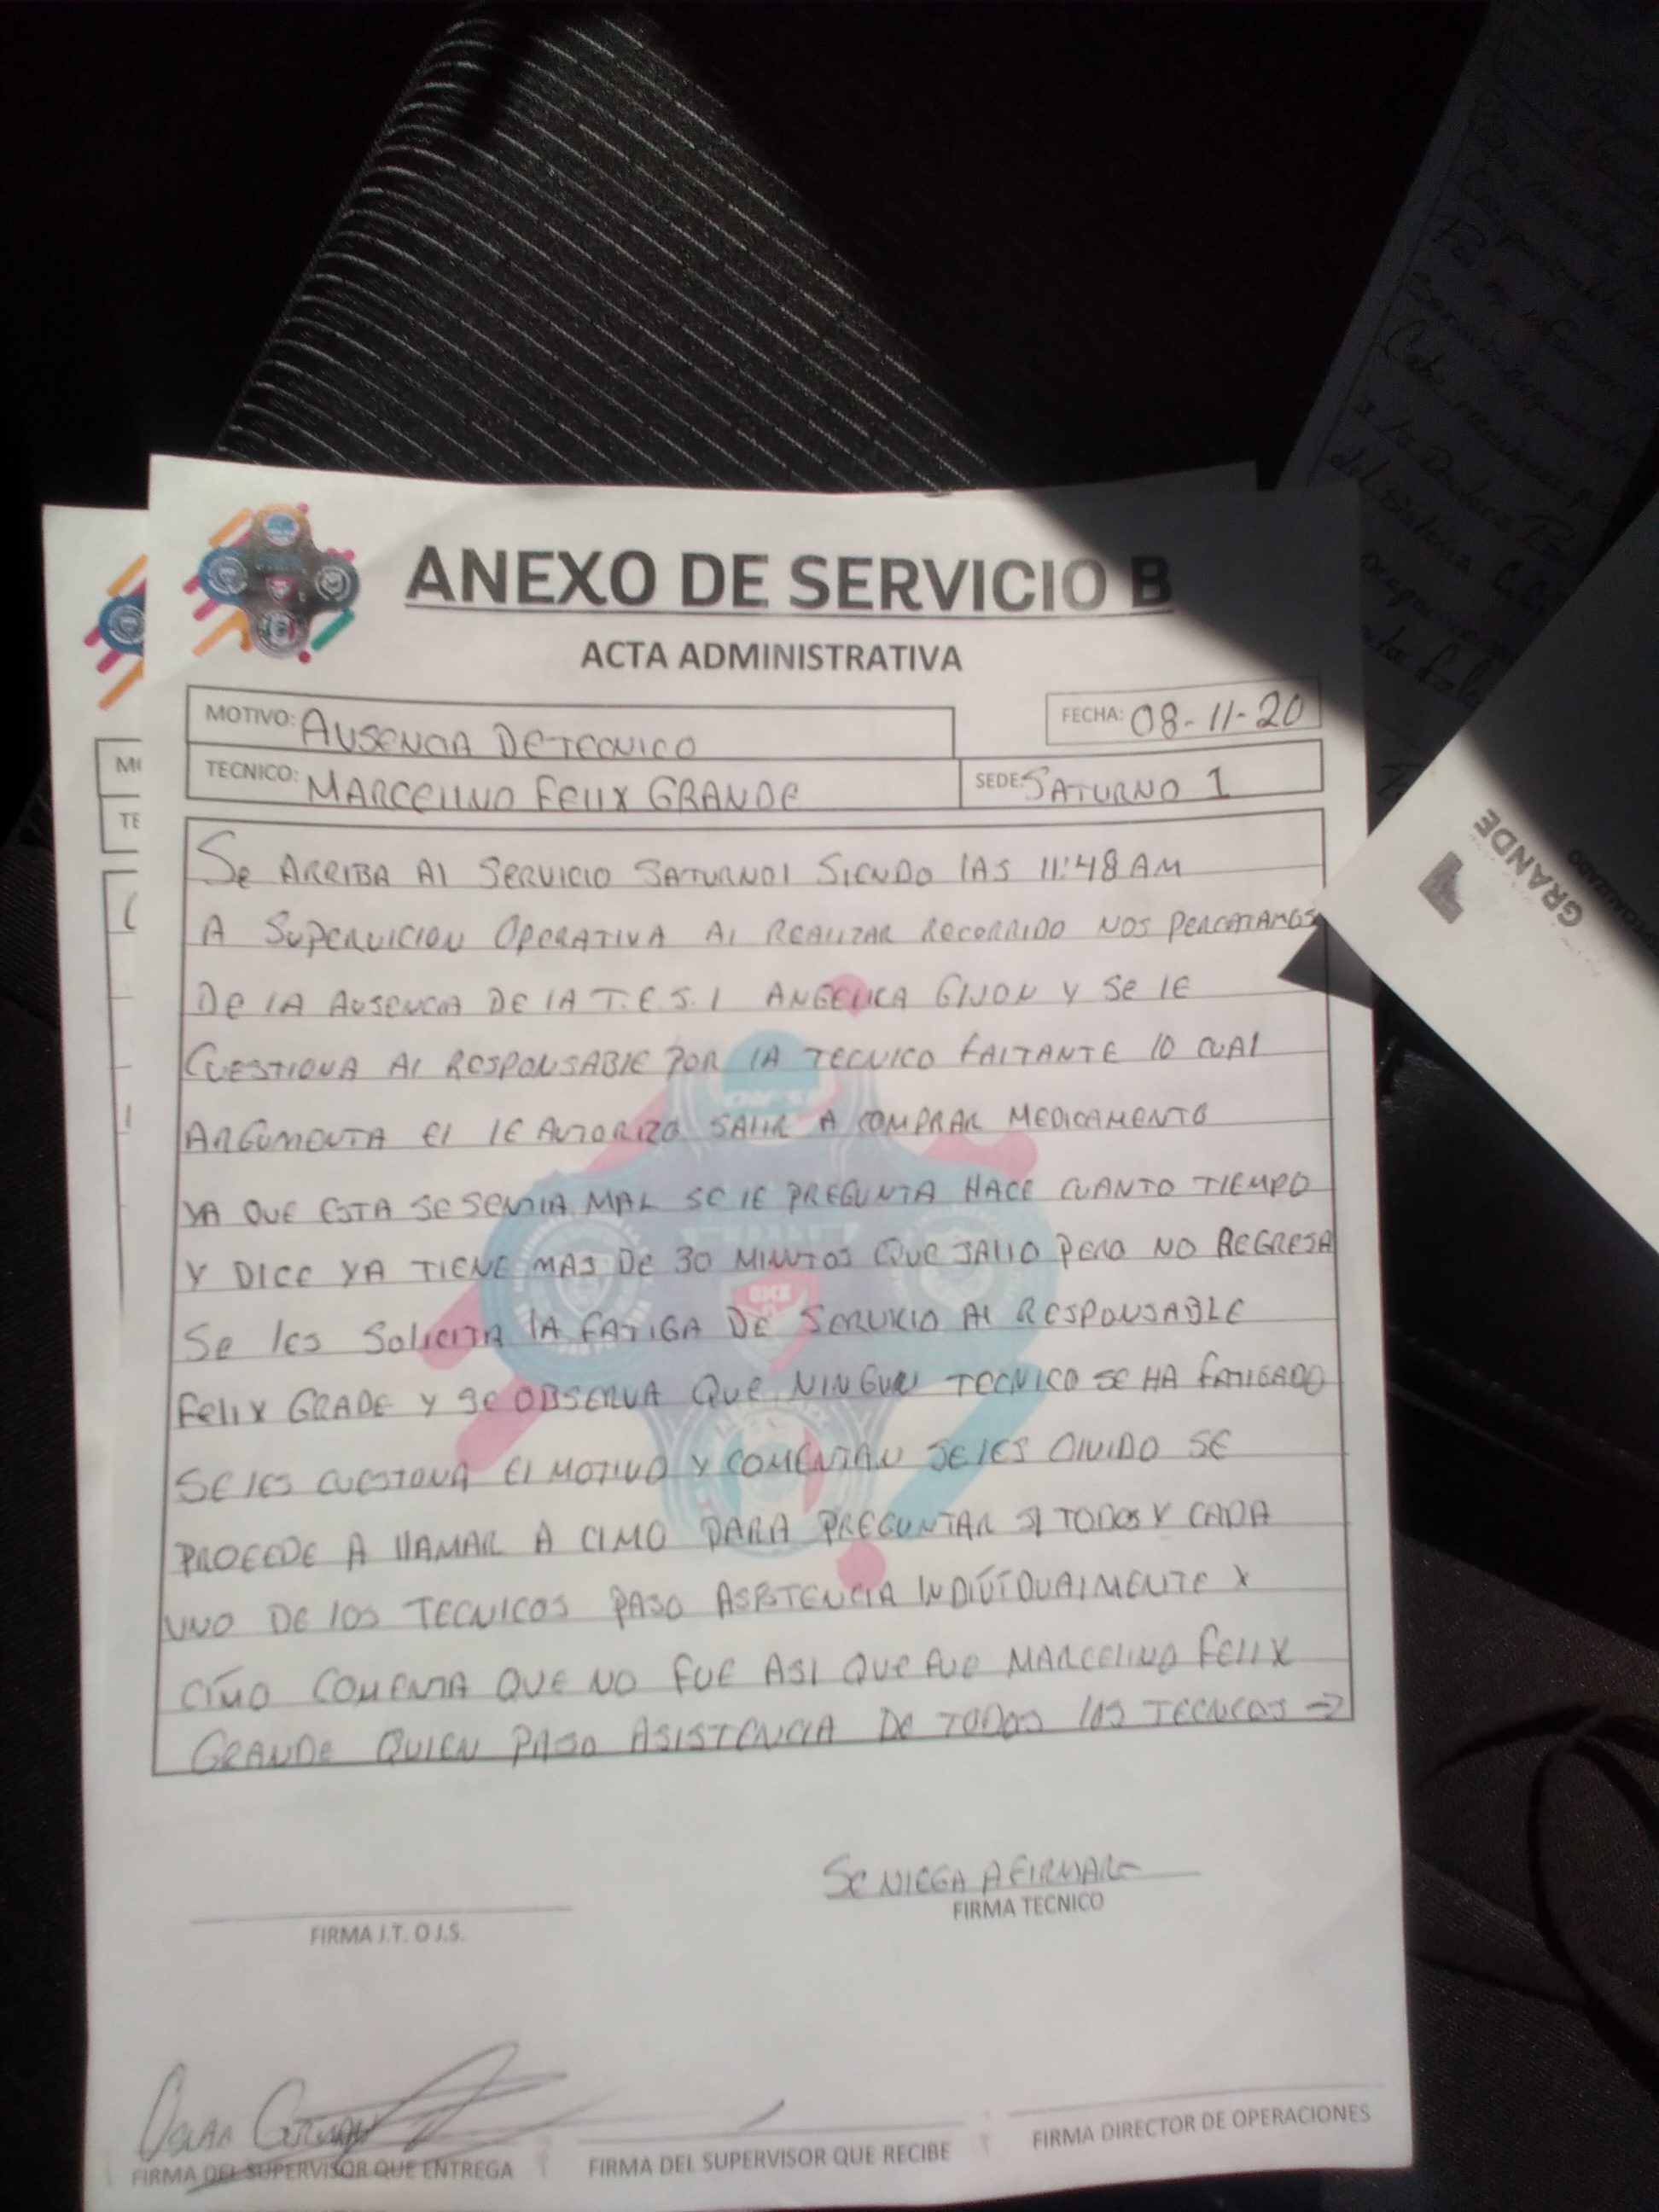 ANEXO DE SERVICIO B
ACTA ADMINISTRATIVA
MOTIVO: AUSENCIA DE TECNICO
FECHA: 08-11-20
TECNICO: MARCELINO FELIX GRANDE
SEDE: SATURNO 1
SE ARRIBA AL SERVICIO SATURNO1 SIENDO LAS 11:48 AM
A SUPERVICION OPERATIVA AL REALIZAR RECORRIDO NOS PERCATAMOS
DE LA AUSENCIA DE LA T.E.S.I ANGELICA GIJON Y SE LE
CUESTIONA AL RESPONSABLE POR LA TECNICO FALTANTE LO CUAL
ARGUMENTA EL LE AUTORIZO SALIR A COMPRAR MEDICAMENTO
YA QUE ESTA SE SENTIA MAL SE LE PREGUNTA HACE CUANTO TIEMPO
Y DICE YA TIENE MAS DE 30 MINUTOS QUE SALIO PERO NO REGRESA
SE LES SOLICITA LA FATIGA DE SERVICIO AL RESPONSABLE
FELIX GRADE Y SE OBSERVA QUE NINGUN TECNICO SE HA FATIGADO
SE LES CUESTIONA EL MOTIVO Y COMENTAN SE LES OLVIDO SE
PROCEDE A LLAMAR A CIMO PARA PREGUNTAR SI TODOS Y CADA
UNO DE LOS TECNICOS PASO ASISTENCIA INDIVIDUALMENTE X
CIMO COMENTA QUE NO FUE ASI QUE FUE MARCELINO FELIX
GRANDE QUIEN PASO ASISTENCIA DE TODOS LOS TECNICOS →
SE NIEGA A FIRMAR
FIRMA J.T. O J.S.
FIRMA TECNICO
FIRMA DEL SUPERVISOR QUE ENTREGA
FIRMA DEL SUPERVISOR QUE RECIBE
FIRMA DIRECTOR DE OPERACIONES
GRANDE